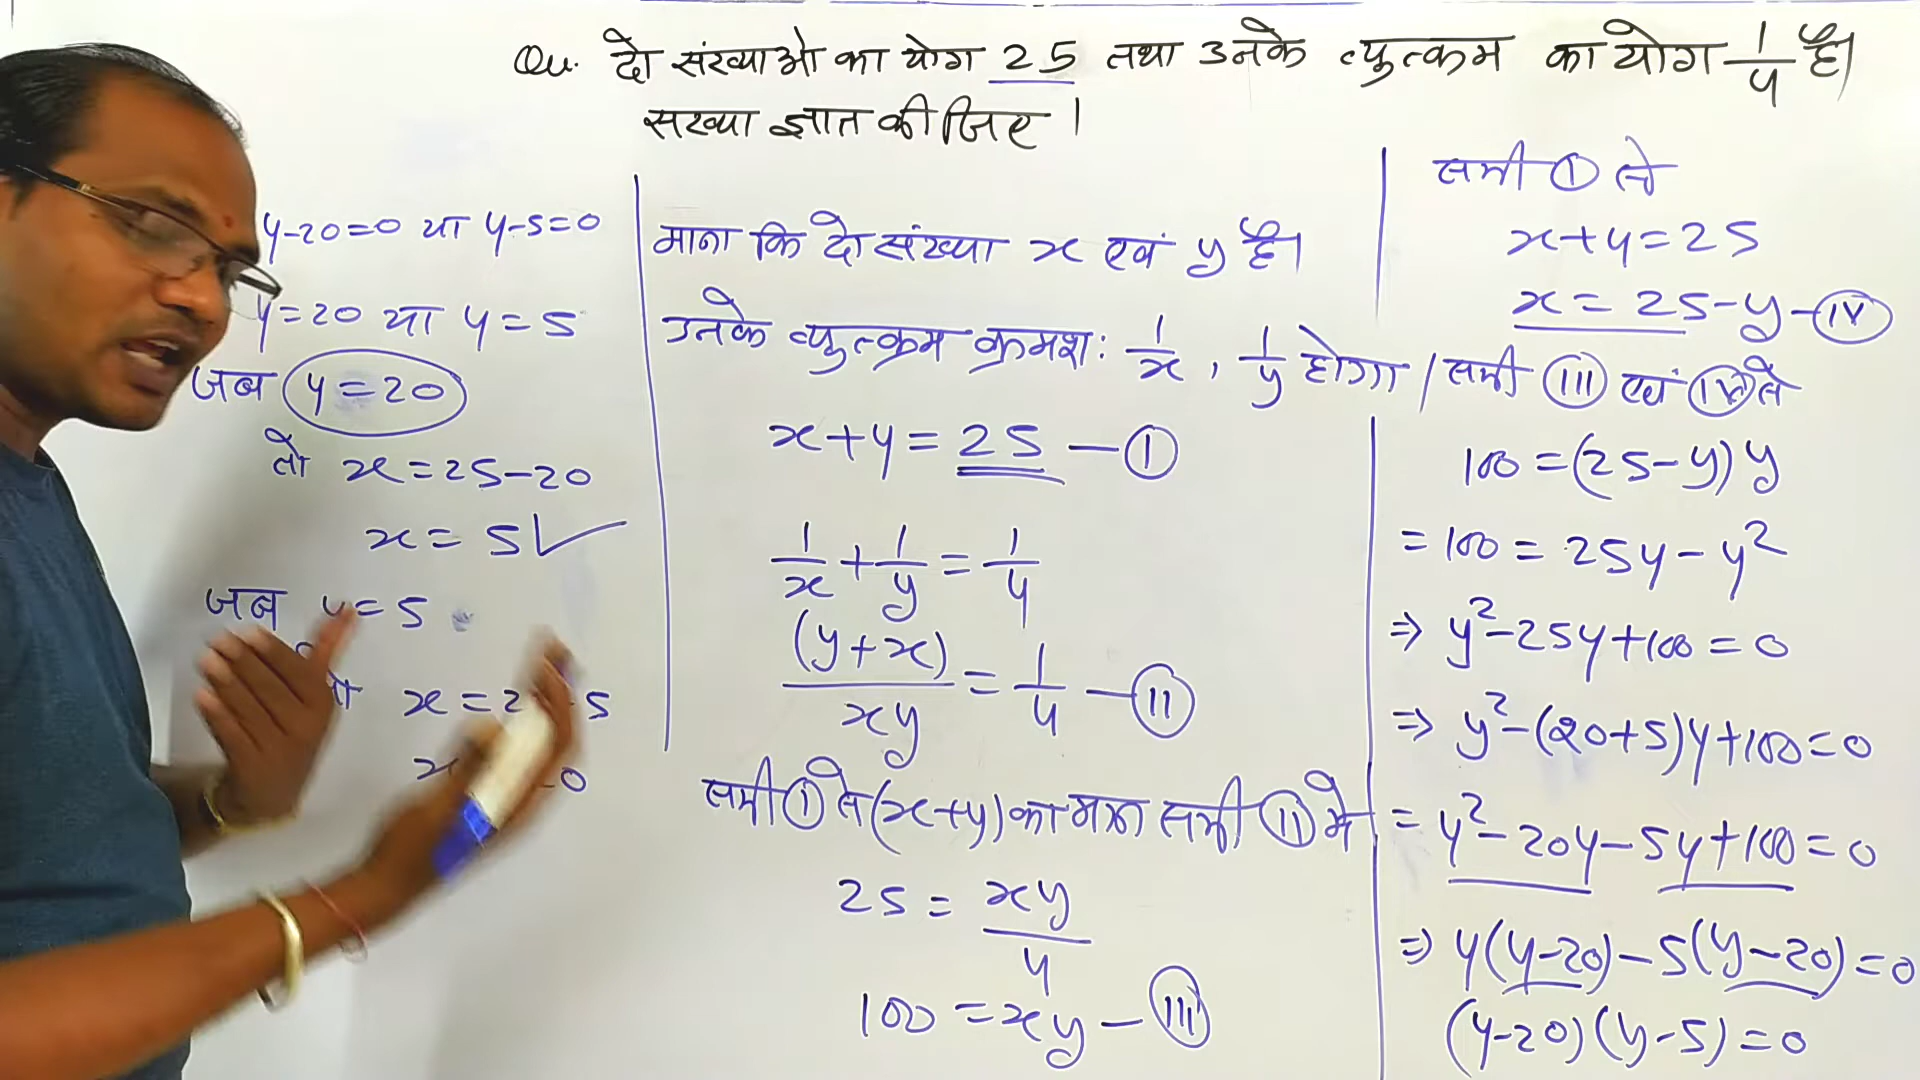 Qu. दो संख्याओ का योग 25 तथा उनके व्युत्क्रम का योग 1/4 है।
सख्या ज्ञात कीजिए।
माना कि दो संख्या x एवं y है।
उनके व्युत्क्रम क्रमश: 1/x , 1/y होगा
x+y = 25 — (I)
1/x + 1/y = 1/4
(y+x)/xy = 1/4 — (II)
समी (I) से (x+y) का मान समी (II) मे
25 = xy/4
100 = xy — (III)
समी (I) से
x+y=25
x = 25-y — (IV)
समी (III) एवं (IV) से
100 = (25-y) y
= 100 = 25y - y²
⇒ y²-25y+100 = 0
⇒ y²-(20+5)y+100=0
= y²-20y-5y+100=0
⇒ y(y-20)-5(y-20)=0
(y-20)(y-5)=0
y-20=0 या y-5=0
y=20 या y=5
जब y=20
तो x=25-20
x = 5 ✓
जब y=5
x=2 5
x 0